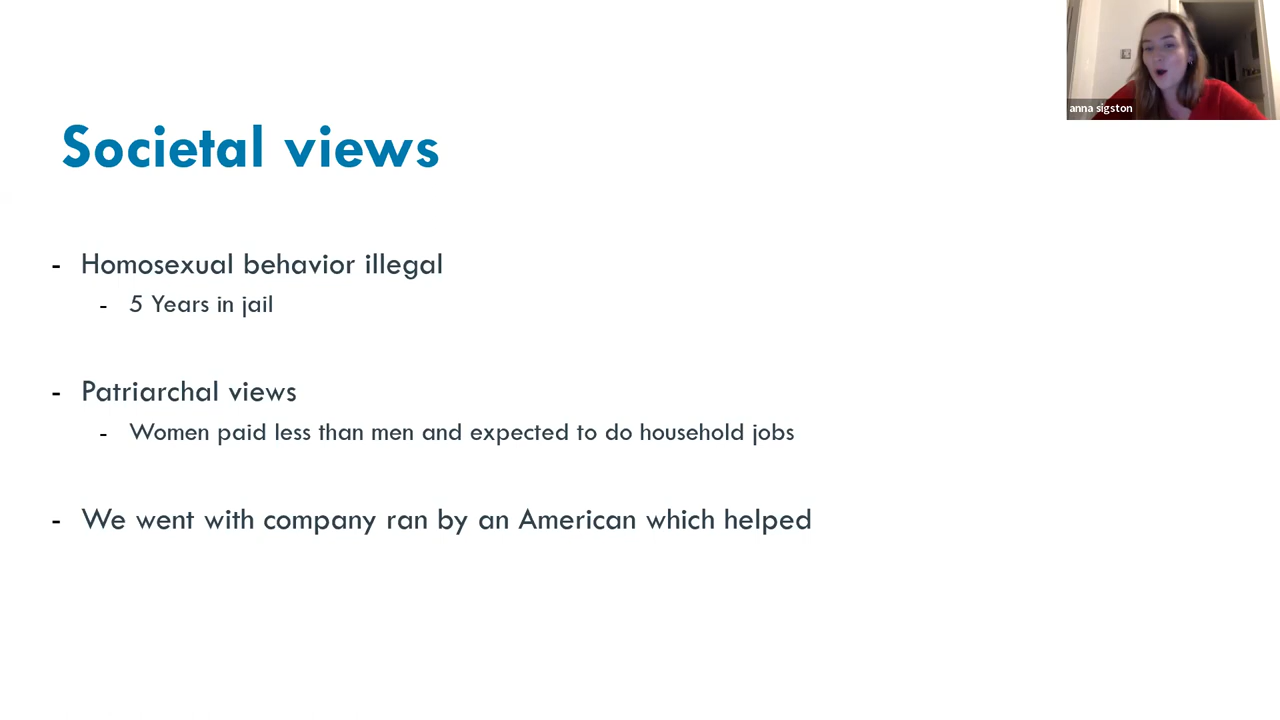 anna sigston
Societal views
- Homosexual behavior illegal
- 5 Years in jail
- Patriarchal views
- Women paid less than men and expected to do household jobs
- We went with company ran by an American which helped